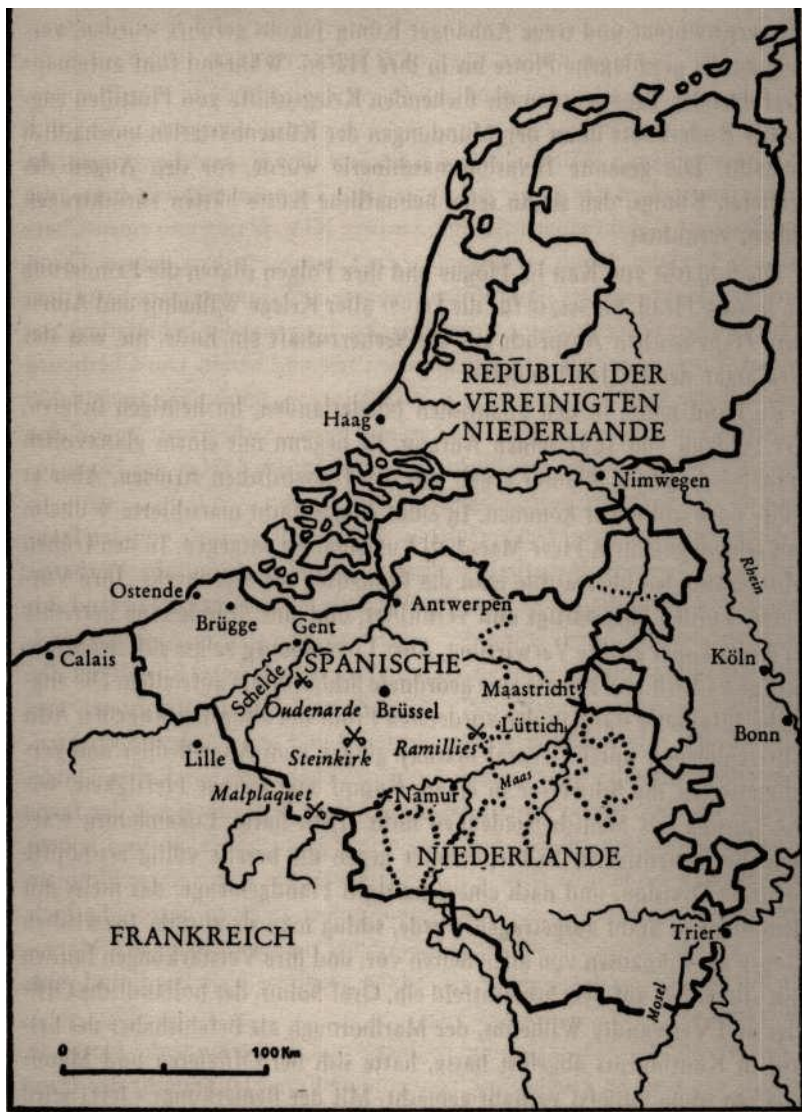 REPUBLIK DER
VEREINIGTEN
NIEDERLANDE
Haag
Nimwegen
Rhein
Ostende
Brügge
Antwerpen
Gent
Calais
Schelde
SPANISCHE
Köln
Maastricht
Oudenarde
Brüssel
Lüttich
Bonn
Lille
Steinkirk
Ramillies
Maas
Malplaquet
Namur
NIEDERLANDE
FRANKREICH
Trier
Mosel
0
100 Km